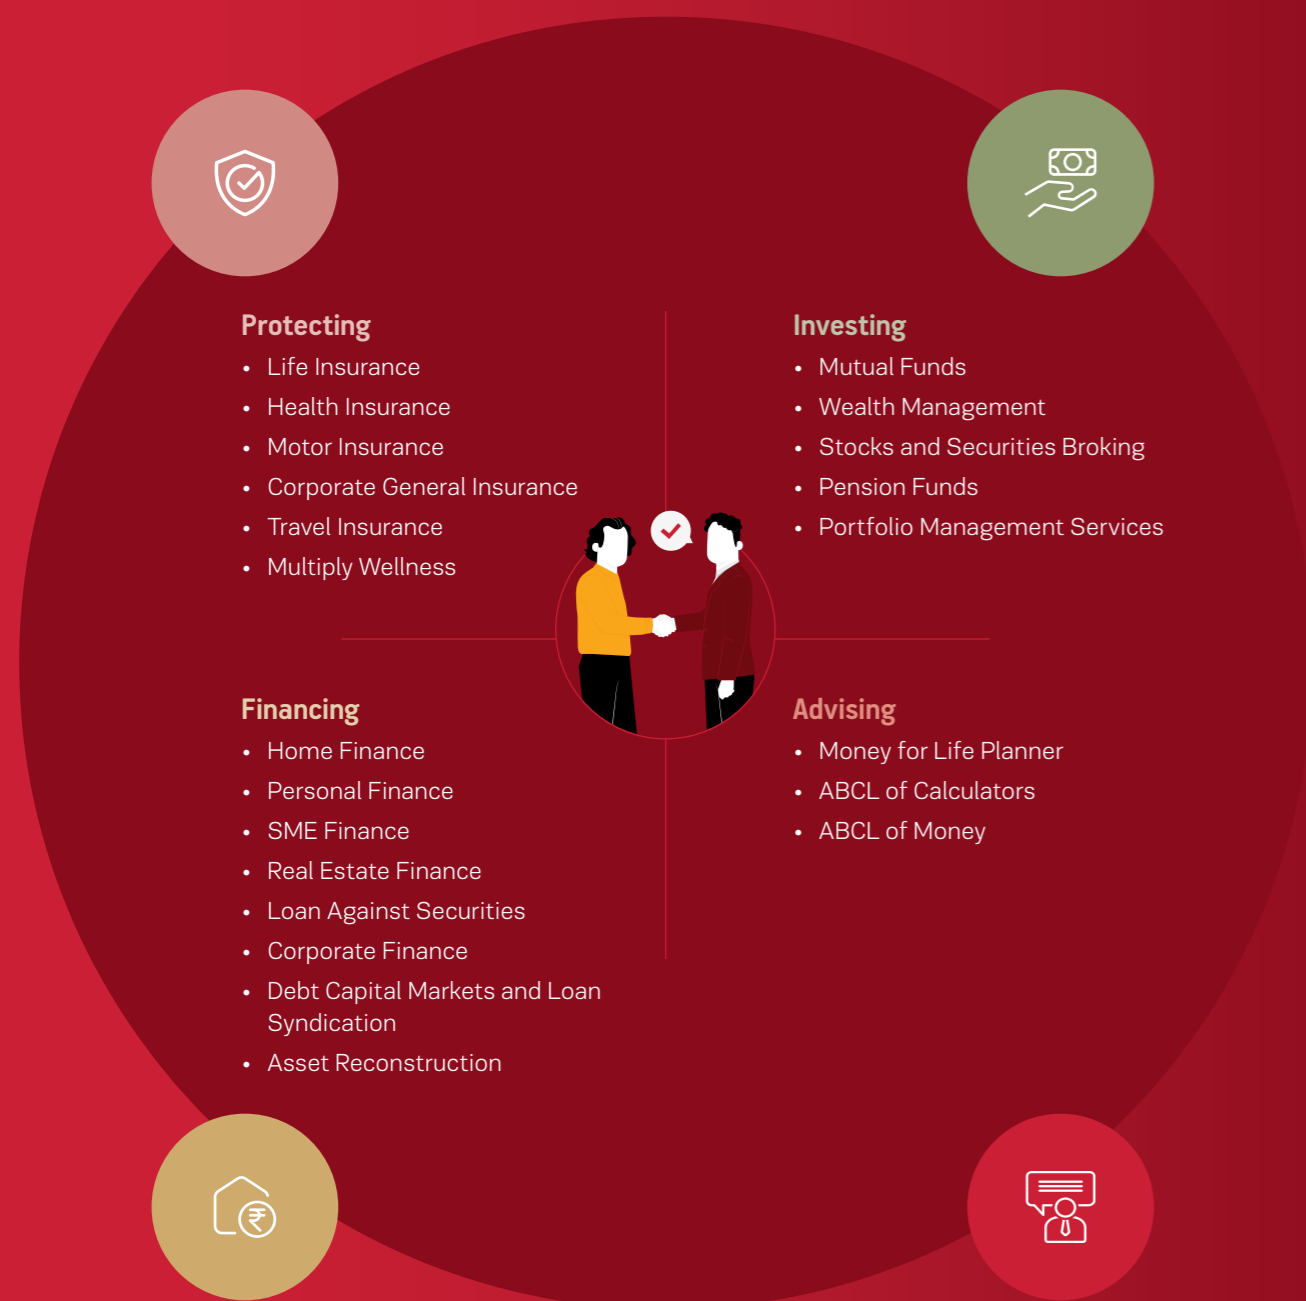 Protecting
• Life Insurance
• Health Insurance
• Motor Insurance
• Corporate General Insurance
• Travel Insurance
• Multiply Wellness
Investing
• Mutual Funds
• Wealth Management
• Stocks and Securities Broking
• Pension Funds
• Portfolio Management Services
Financing
• Home Finance
• Personal Finance
• SME Finance
• Real Estate Finance
• Loan Against Securities
• Corporate Finance
• Debt Capital Markets and Loan
Syndication
• Asset Reconstruction
₹
Advising
• Money for Life Planner
• ABCL of Calculators
• ABCL of Money